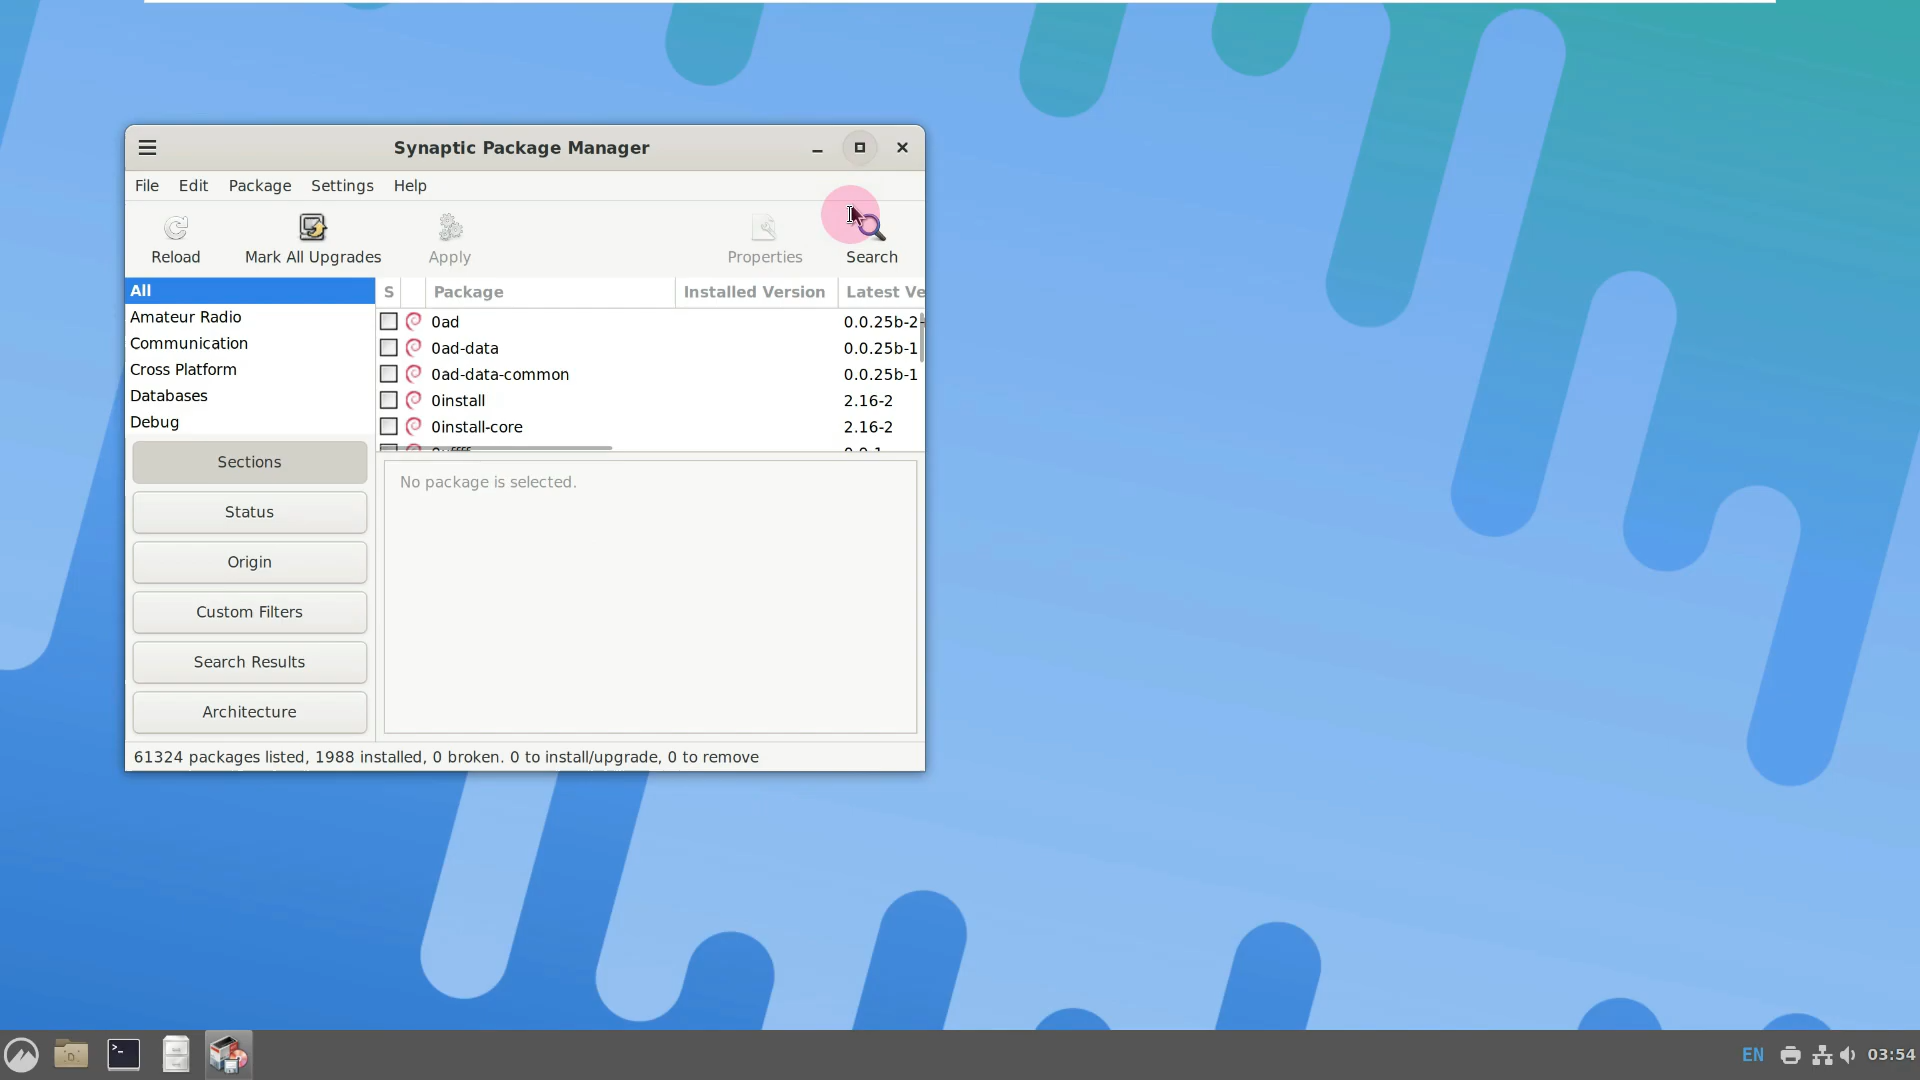 Synaptic Package Manager
File Edit Package Settings Help
Reload Mark All Upgrades Apply Properties Search
All
Amateur Radio
Communication
Cross Platform
Databases
Debug
Sections
Status
Origin
Custom Filters
Search Results
Architecture
S Package Installed Version Latest Ve
0ad 0.0.25b-2
0ad-data 0.0.25b-1
0ad-data-common 0.0.25b-1
0install 2.16-2
0install-core 2.16-2
No package is selected.
61324 packages listed, 1988 installed, 0 broken. 0 to install/upgrade, 0 to remove
EN 03:54